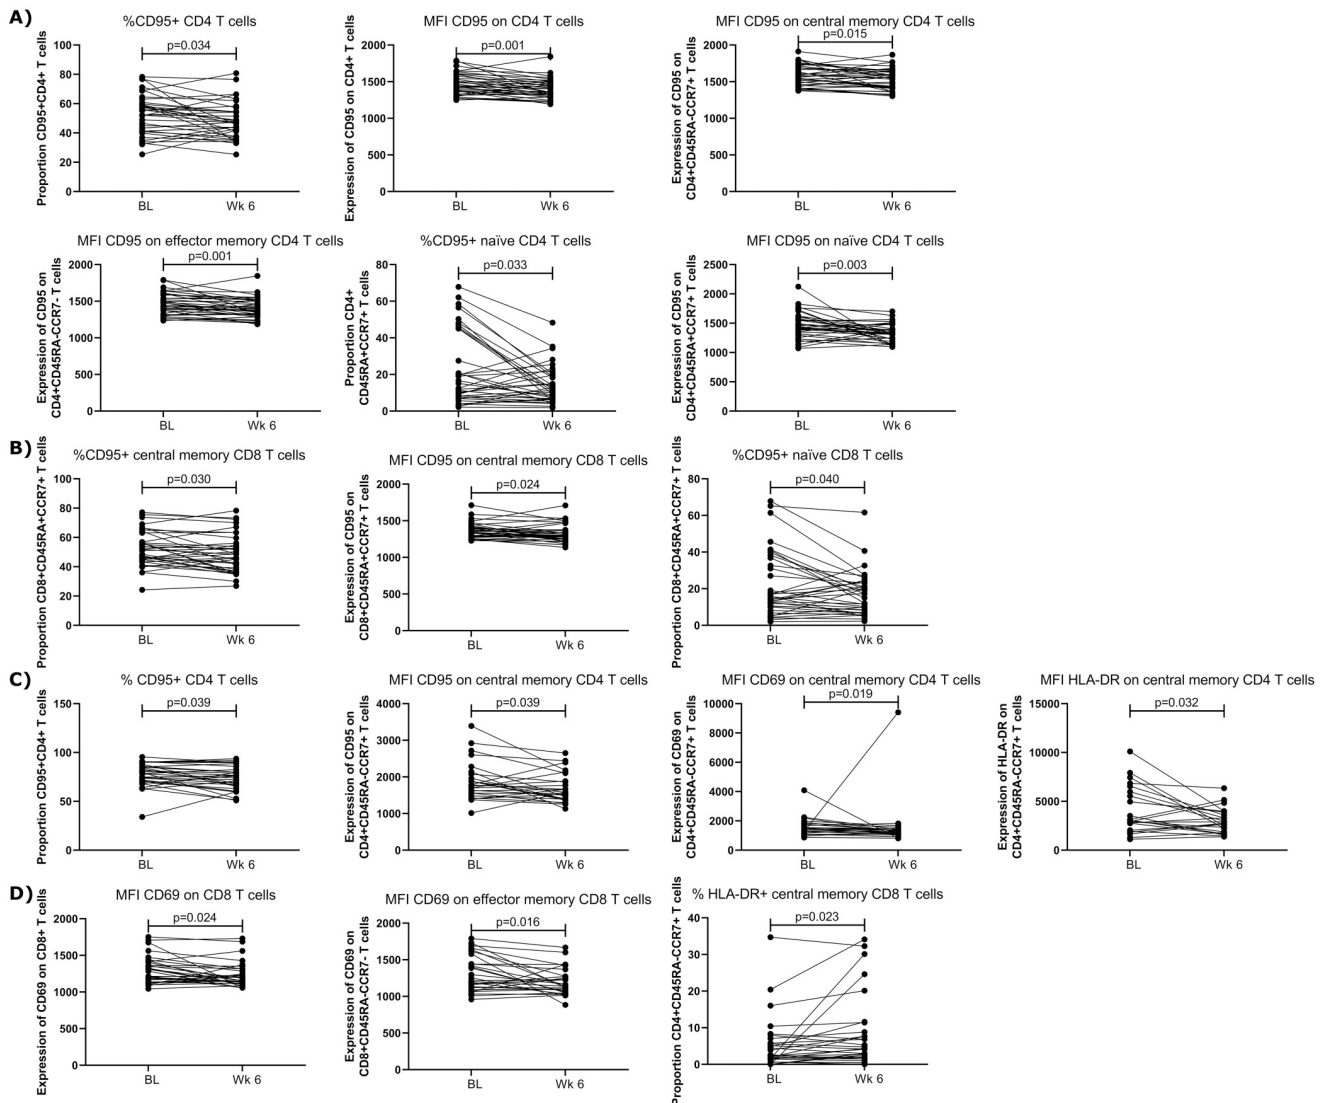 A)
%CD95+ CD4 T cells
p=0.034
Proportion CD95+CD4+ T cells
100
80
60
40
20
0
BL Wk 6
MFI CD95 on CD4 T cells
p=0.001
Expression of CD95 on CD4+ T cells
2000
1500
1000
500
0
BL Wk 6
MFI CD95 on central memory CD4 T cells
p=0.015
Expression of CD95 on
CD4+CD45RA-CCR7+ T cells
2000
1500
1000
500
0
BL Wk 6
MFI CD95 on effector memory CD4 T cells
p=0.001
Expression of CD95 on
CD4+CD45RA-CCR7- T cells
2000
1500
1000
500
0
BL Wk 6
%CD95+ naïve CD4 T cells
p=0.033
Proportion CD4+
CD45RA+CCR7+ T cells
80
60
40
20
0
BL Wk 6
MFI CD95 on naïve CD4 T cells
p=0.003
Expression of CD95 on
CD4+CD45RA+CCR7+ T cells
2500
2000
1500
1000
500
0
BL Wk 6
B)
%CD95+ central memory CD8 T cells
p=0.030
Proportion CD8+CD45RA+CCR7+ T cells
100
80
60
40
20
0
BL Wk 6
MFI CD95 on central memory CD8 T cells
p=0.024
Expression of CD95 on
CD8+CD45RA+CCR7+ T cells
2000
1500
1000
500
0
BL Wk 6
%CD95+ naïve CD8 T cells
p=0.040
Proportion CD8+CD45RA+CCR7+ T cells
80
60
40
20
0
BL Wk 6
C)
% CD95+ CD4 T cells
p=0.039
Proportion CD95+CD4+ T cells
150
100
50
0
BL Wk 6
MFI CD95 on central memory CD4 T cells
p=0.039
Expression of CD95 on
CD4+CD45RA-CCR7+ T cells
4000
3000
2000
1000
0
BL Wk 6
MFI CD69 on central memory CD4 T cells
p=0.019
Expression of CD69 on
CD4+CD45RA-CCR7+ T cells
10000
8000
6000
4000
2000
0
BL Wk 6
MFI HLA-DR on central memory CD4 T cells
p=0.032
Expression of HLA-DR on
CD4+CD45RA-CCR7+ T cells
15000
10000
5000
0
BL Wk 6
D)
MFI CD69 on CD8 T cells
p=0.024
Expression of CD69 on CD8+ T cells
2000
1500
1000
500
0
BL Wk 6
MFI CD69 on effector memory CD8 T cells
p=0.016
Expression of CD69 on
CD8+CD45RA-CCR7- T cells
2000
1500
1000
500
0
BL Wk 6
% HLA-DR+ central memory CD8 T cells
p=0.023
Proportion CD4+CD45RA-CCR7+ T cells
40
30
20
10
0
BL Wk 6